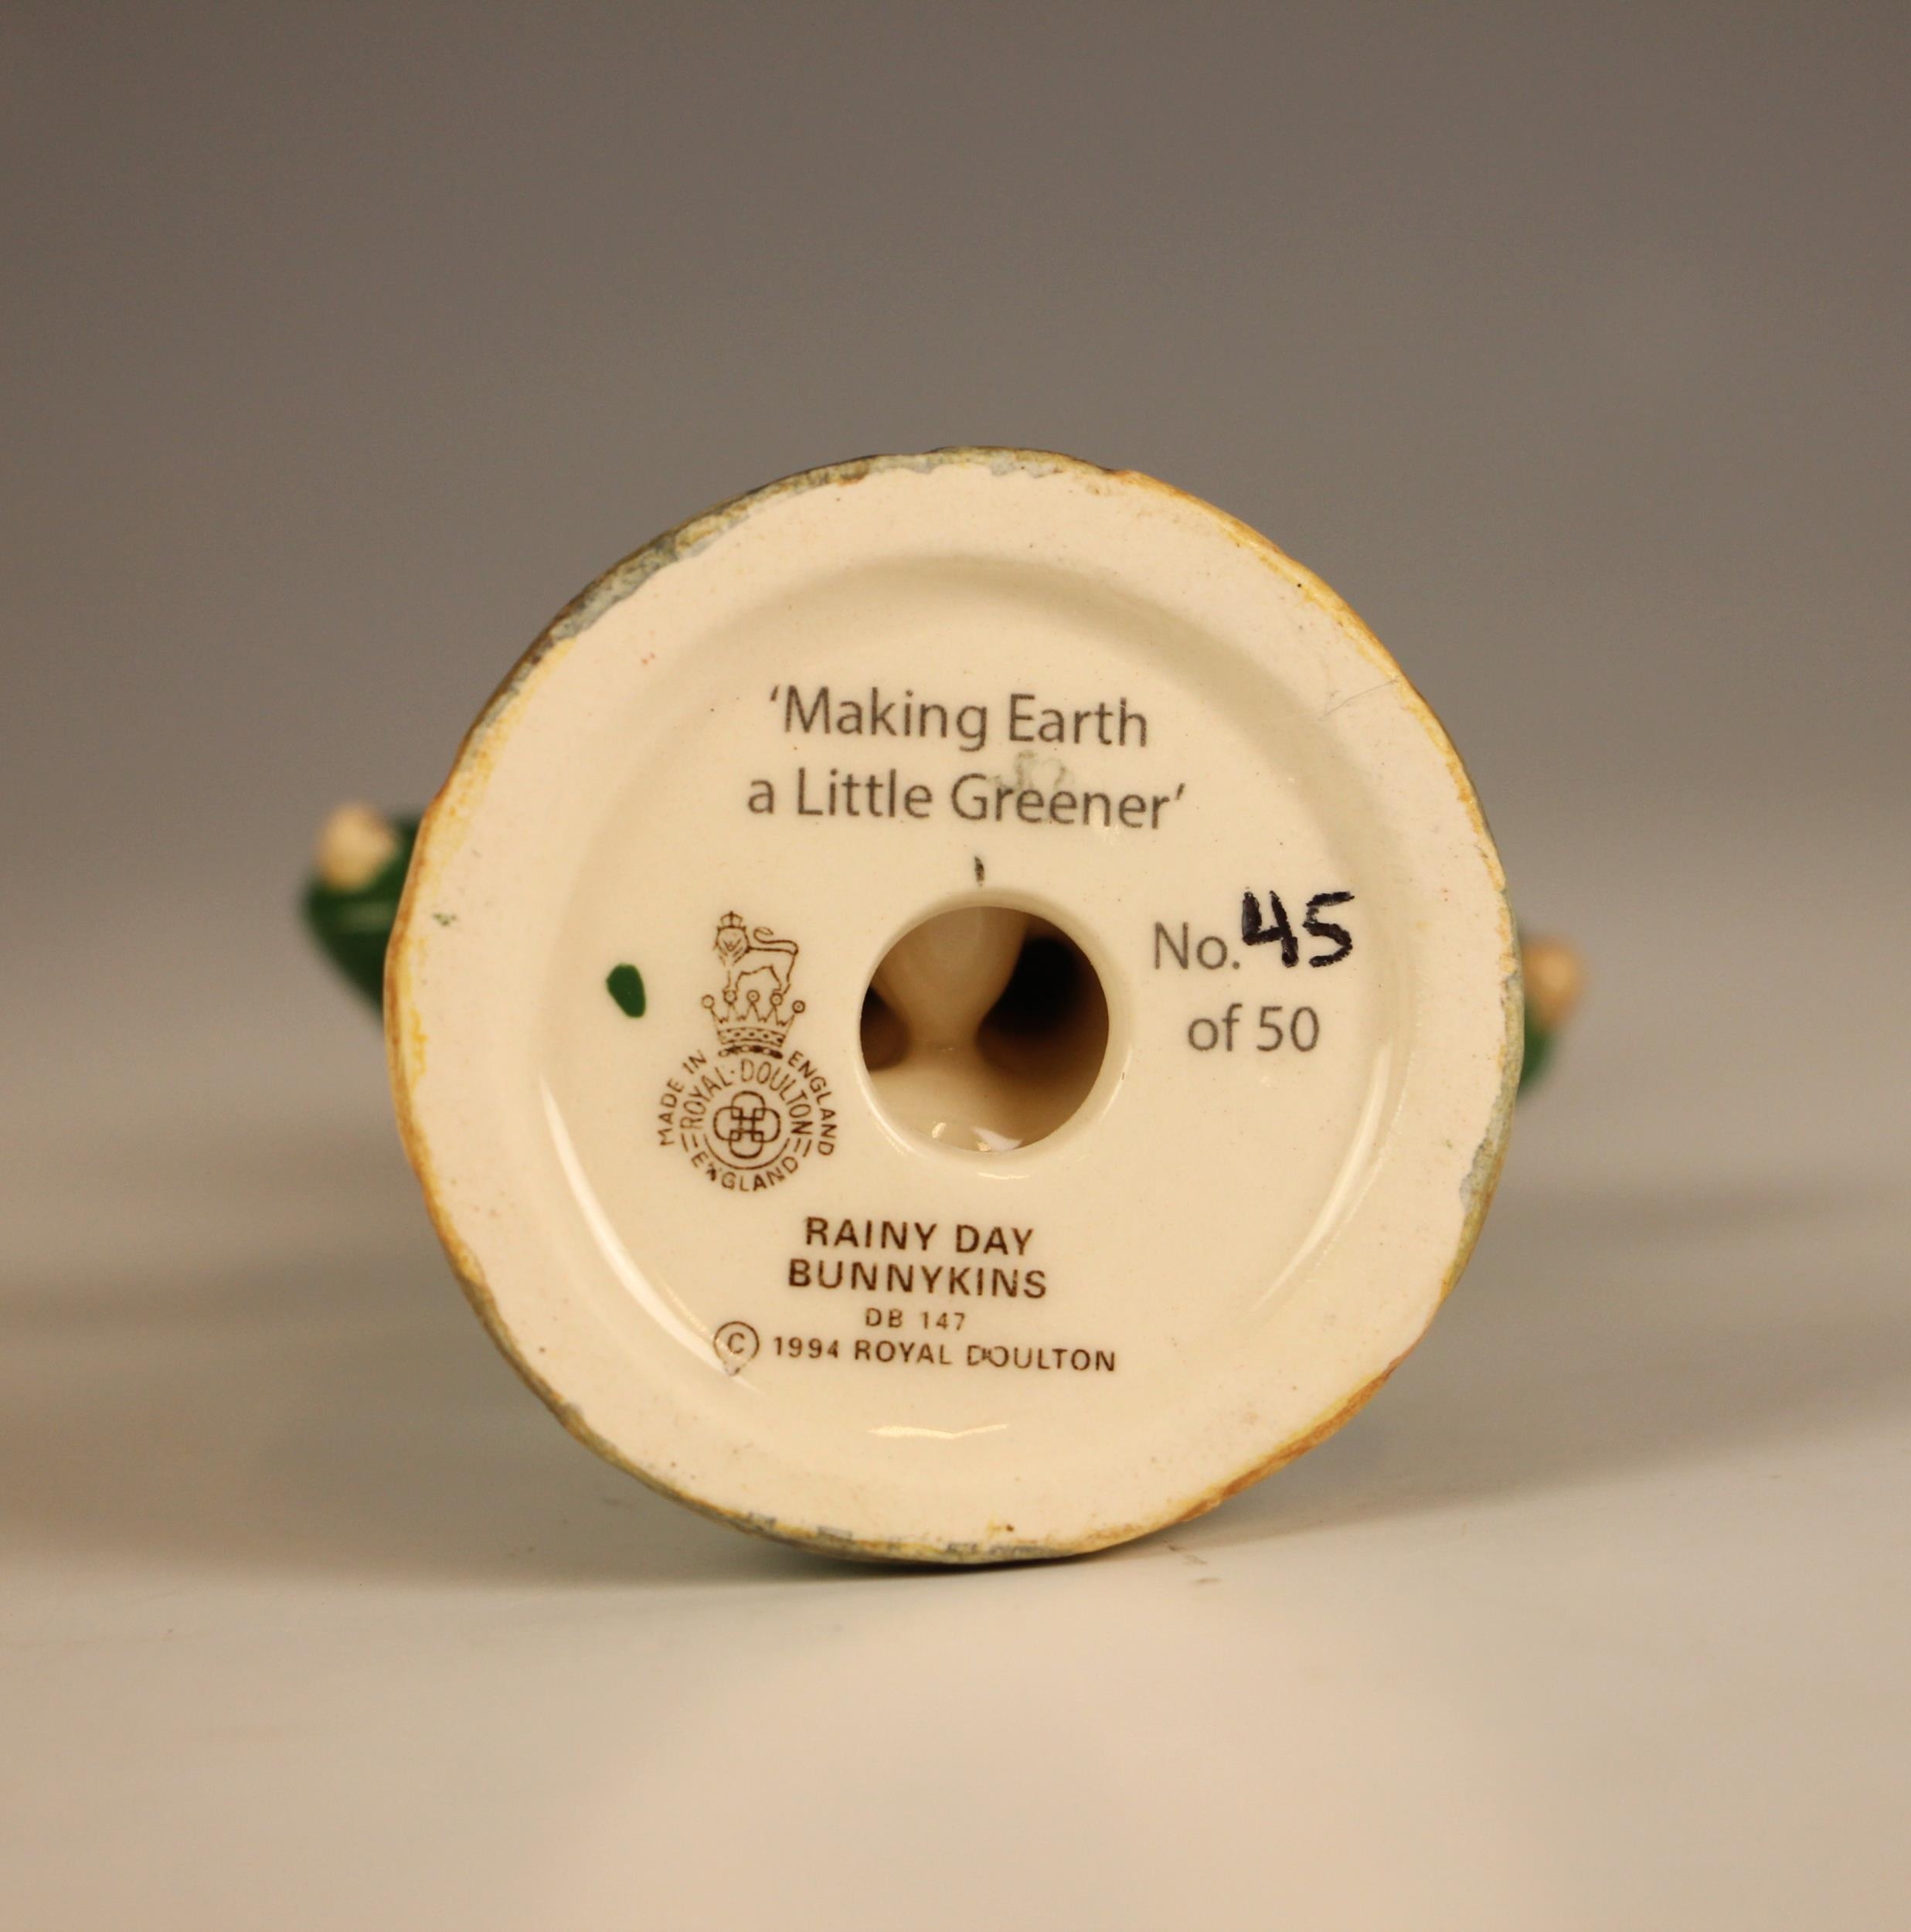 ‘Making Earth
a Little Greener’
No. 45
of 50
MADE IN ENGLAND
ROYAL·DOULTON
ENGLAND
RAINY DAY
BUNNYKINS
DB 147
© 1994 ROYAL DOULTON